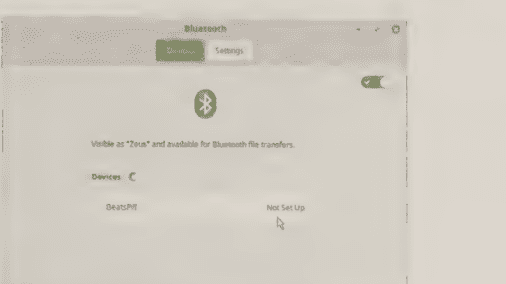 Bluetooth
Devices Settings
Visible as "Zeus" and available for Bluetooth file transfers.
Devices
Not Set Up